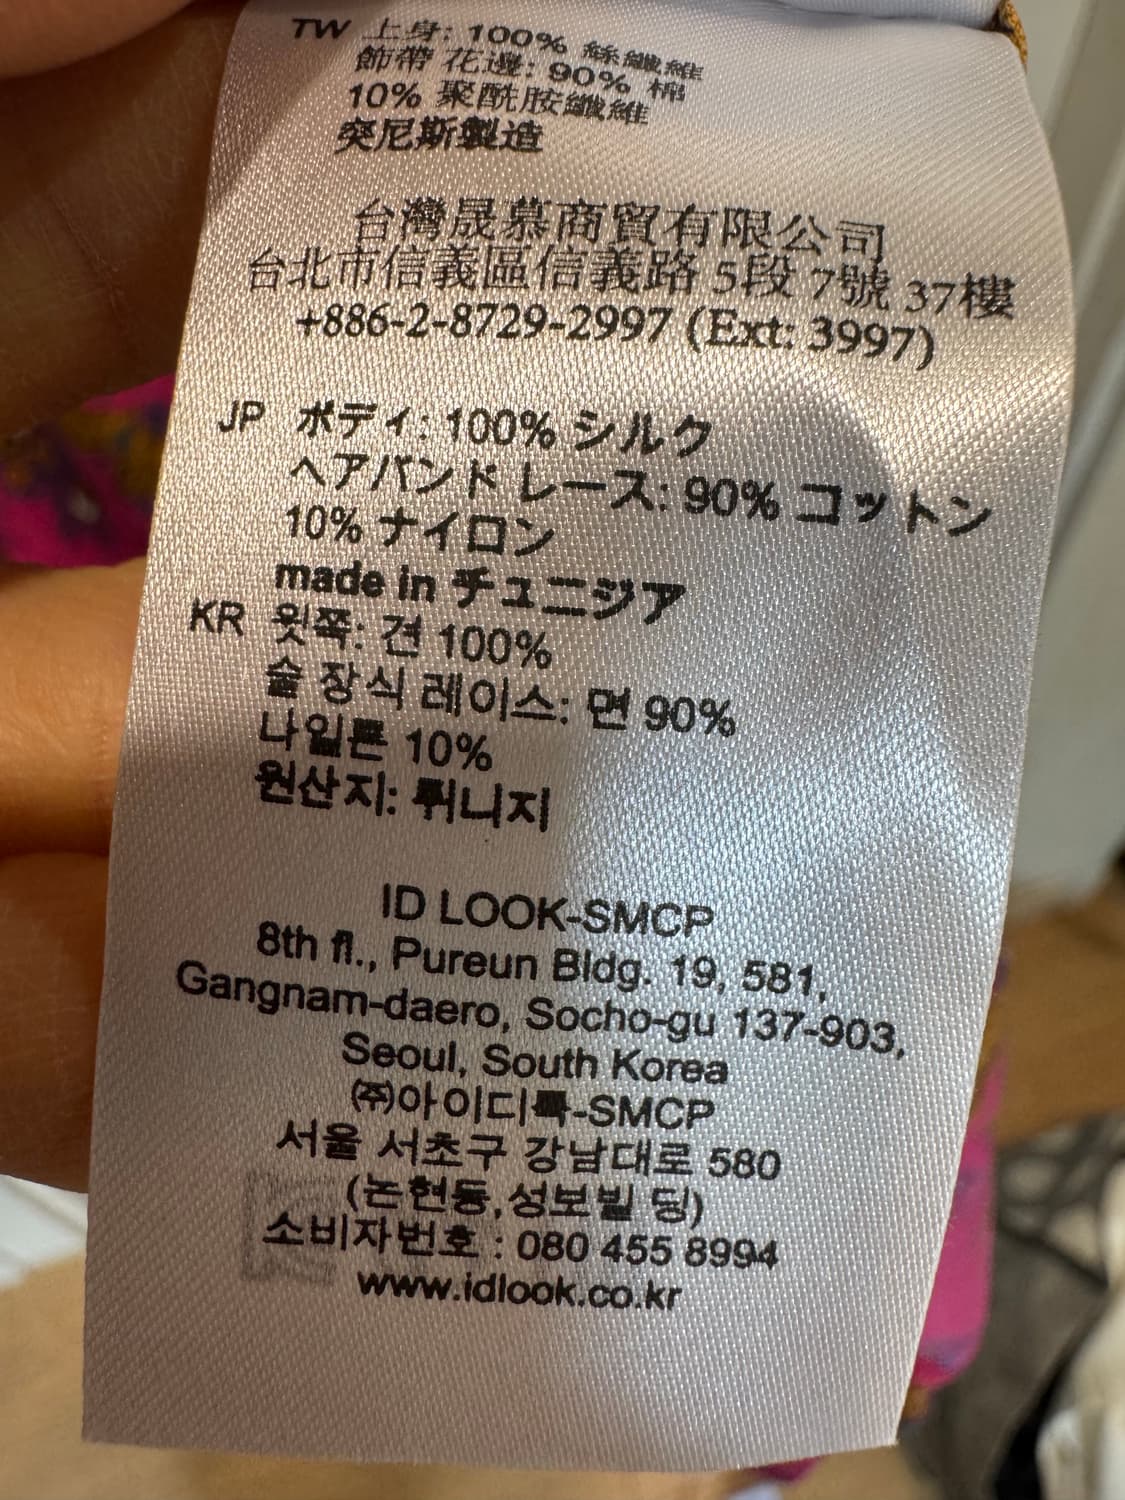 TW 上身: 100% 絲纖維
飾帶 花邊: 90% 棉
10% 聚酰胺纖維
突尼斯製造
台灣晟慕商貿有限公司
台北市信義區信義路 5段 7號 37樓
+886-2-8729-2997 (Ext: 3997)
JP ボディ: 100% シルク
ヘアバンド レース: 90% コットン
10% ナイロン
made in チュニジア
KR 윗쪽: 견 100%
술 장식 레이스: 면 90%
나일론 10%
원산지: 튀니지
ID LOOK-SMCP
8th fl., Pureun Bldg. 19, 581,
Gangnam-daero, Socho-gu 137-903,
Seoul, South Korea
㈜아이디룩-SMCP
서울 서초구 강남대로 580
(논현동,성보빌 딩)
소비자번호 : 080 455 8994
www.idlook.co.kr